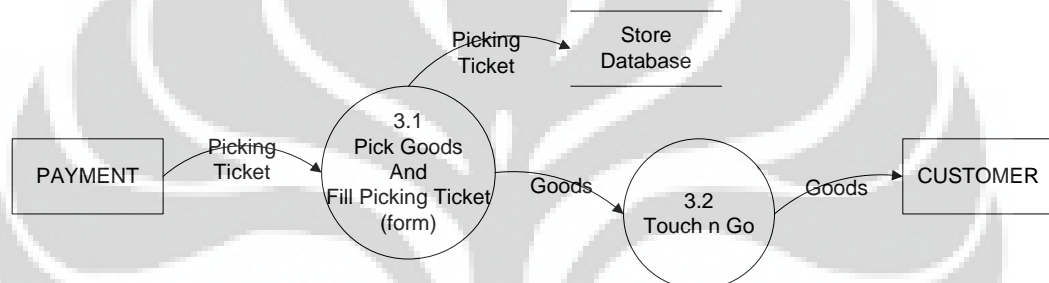 Picking
Ticket
Store
Database
PAYMENT
Picking
Ticket
3.1
Pick Goods
And
Fill Picking Ticket
(form)
Goods
3.2
Touch n Go
Goods
CUSTOMER